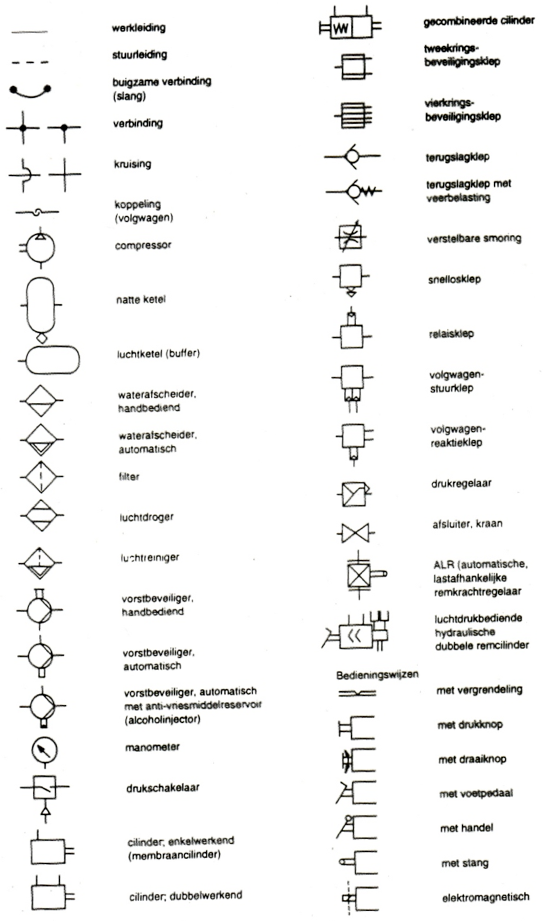 werkleiding
stuurleiding
buigzame verbinding
(slang)
verbinding
kruising
koppeling
(volgwagen)
compressor
natte ketel
luchtketel (buffer)
waterafscheider,
handbediend
waterafscheider,
automatisch
filter
luchtdroger
luchtreiniger
vorstbeveiliger,
handbediend
vorstbeveiliger,
automatisch
vorstbeveiliger, automatisch
met anti-vriesmiddelreservoir
(alcoholinjector)
manometer
drukschakelaar
cilinder; enkelwerkend
(membraancilinder)
cilinder; dubbelwerkend
gecombineerde cilinder
tweekrings-
beveiligingsklep
vierkrings-
beveiligingsklep
terugslagklep
terugslagklep met
veerbelasting
verstelbare smoring
snellosklep
relaisklep
volgwagen-
stuurklep
volgwagen-
reaktieklep
drukregelaar
afsluiter, kraan
ALR (automatische,
lastafhankelijke
remkrachtregelaar
luchtdrukbediende
hydraulische
dubbele remcilinder
Bedieningswijzen
met vergrendeling
met drukknop
met draaiknop
met voetpedaal
met handel
met stang
elektromagnetisch